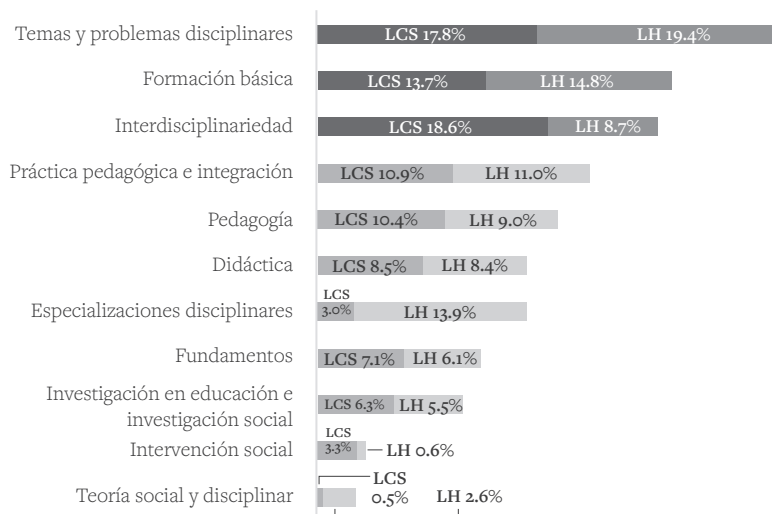 Temas y problemas disciplinares LCS 17.8% LH 19.4%
Formación básica LCS 13.7% LH 14.8%
Interdisciplinariedad LCS 18.6% LH 8.7%
Práctica pedagógica e integración LCS 10.9% LH 11.0%
Pedagogía LCS 10.4% LH 9.0%
Didáctica LCS 8.5% LH 8.4%
LCS
Especializaciones disciplinares 3.0% LH 13.9%
Fundamentos LCS 7.1% LH 6.1%
Investigación en educación e
investigación social LCS 6.3% LH 5.5%
LCS
Intervención social 3.3% LH 0.6%
LCS
Teoría social y disciplinar 0.5% LH 2.6%